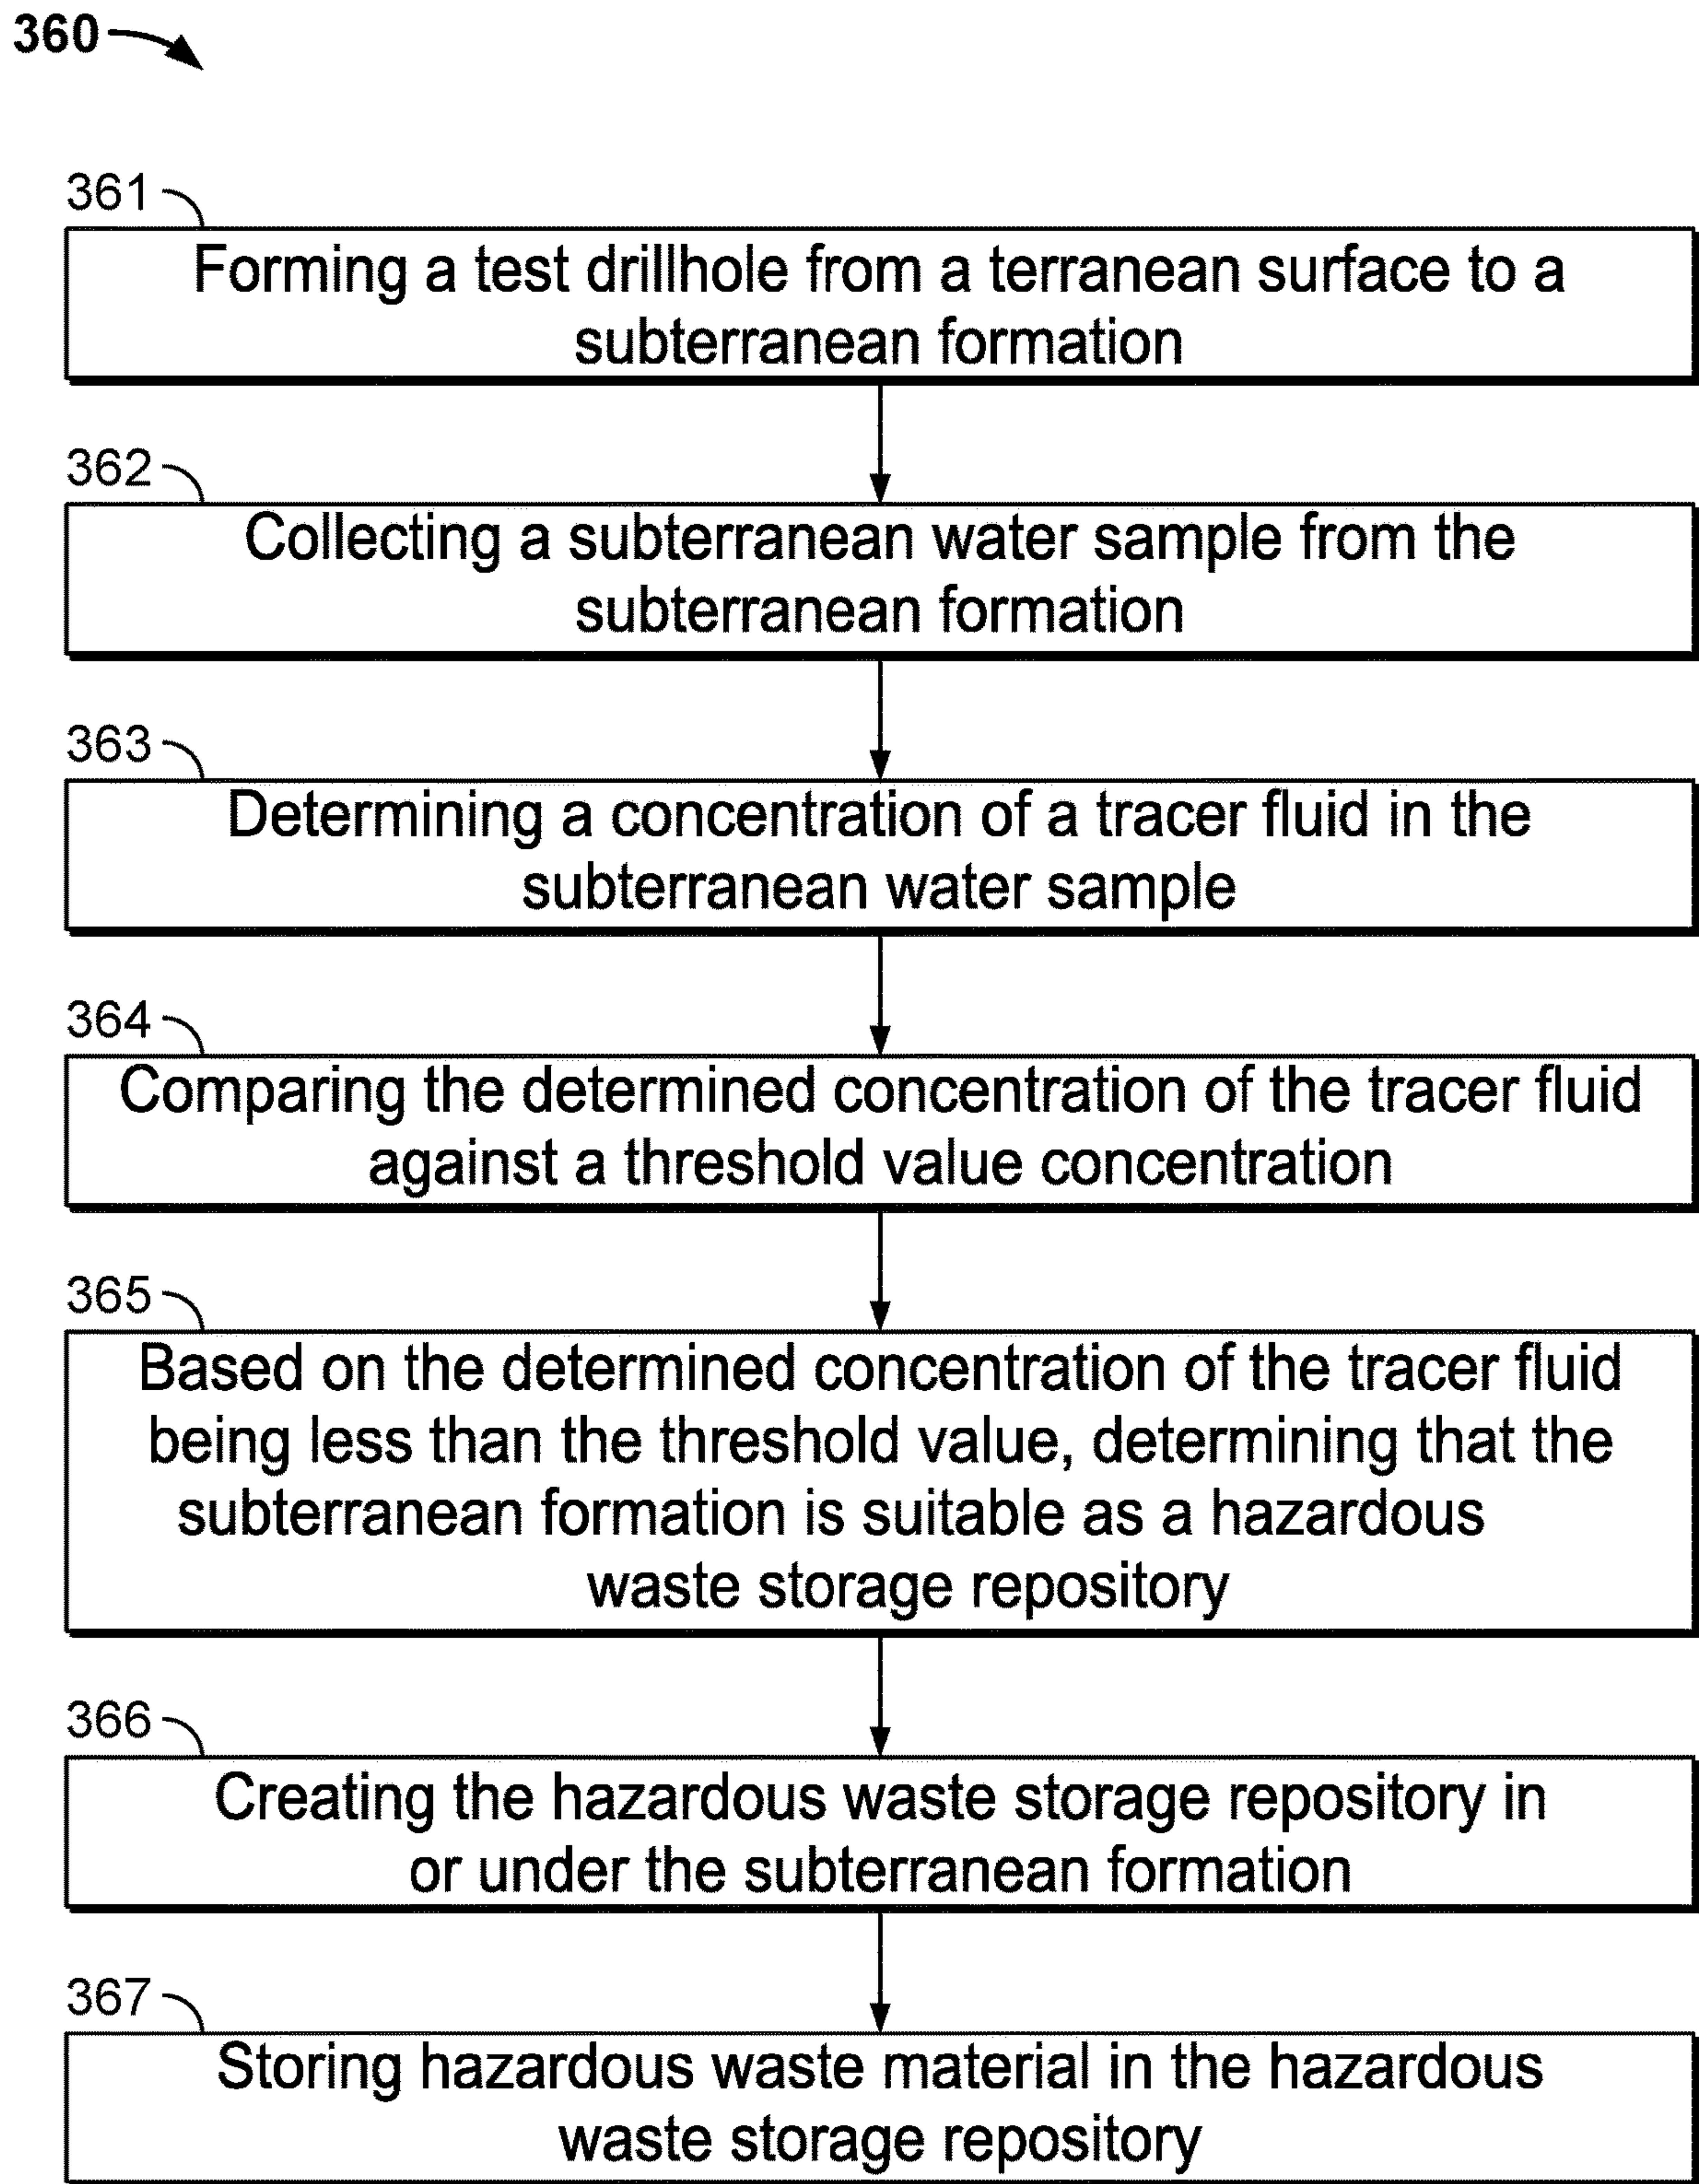 360
361
Forming a test drillhole from a terranean surface to a
subterranean formation
362
Collecting a subterranean water sample from the
subterranean formation
363
Determining a concentration of a tracer fluid in the
subterranean water sample
364
Comparing the determined concentration of the tracer fluid
against a threshold value concentration
365
Based on the determined concentration of the tracer fluid
being less than the threshold value, determining that the
subterranean formation is suitable as a hazardous
waste storage repository
366
Creating the hazardous waste storage repository in
or under the subterranean formation
367
Storing hazardous waste material in the hazardous
waste storage repository